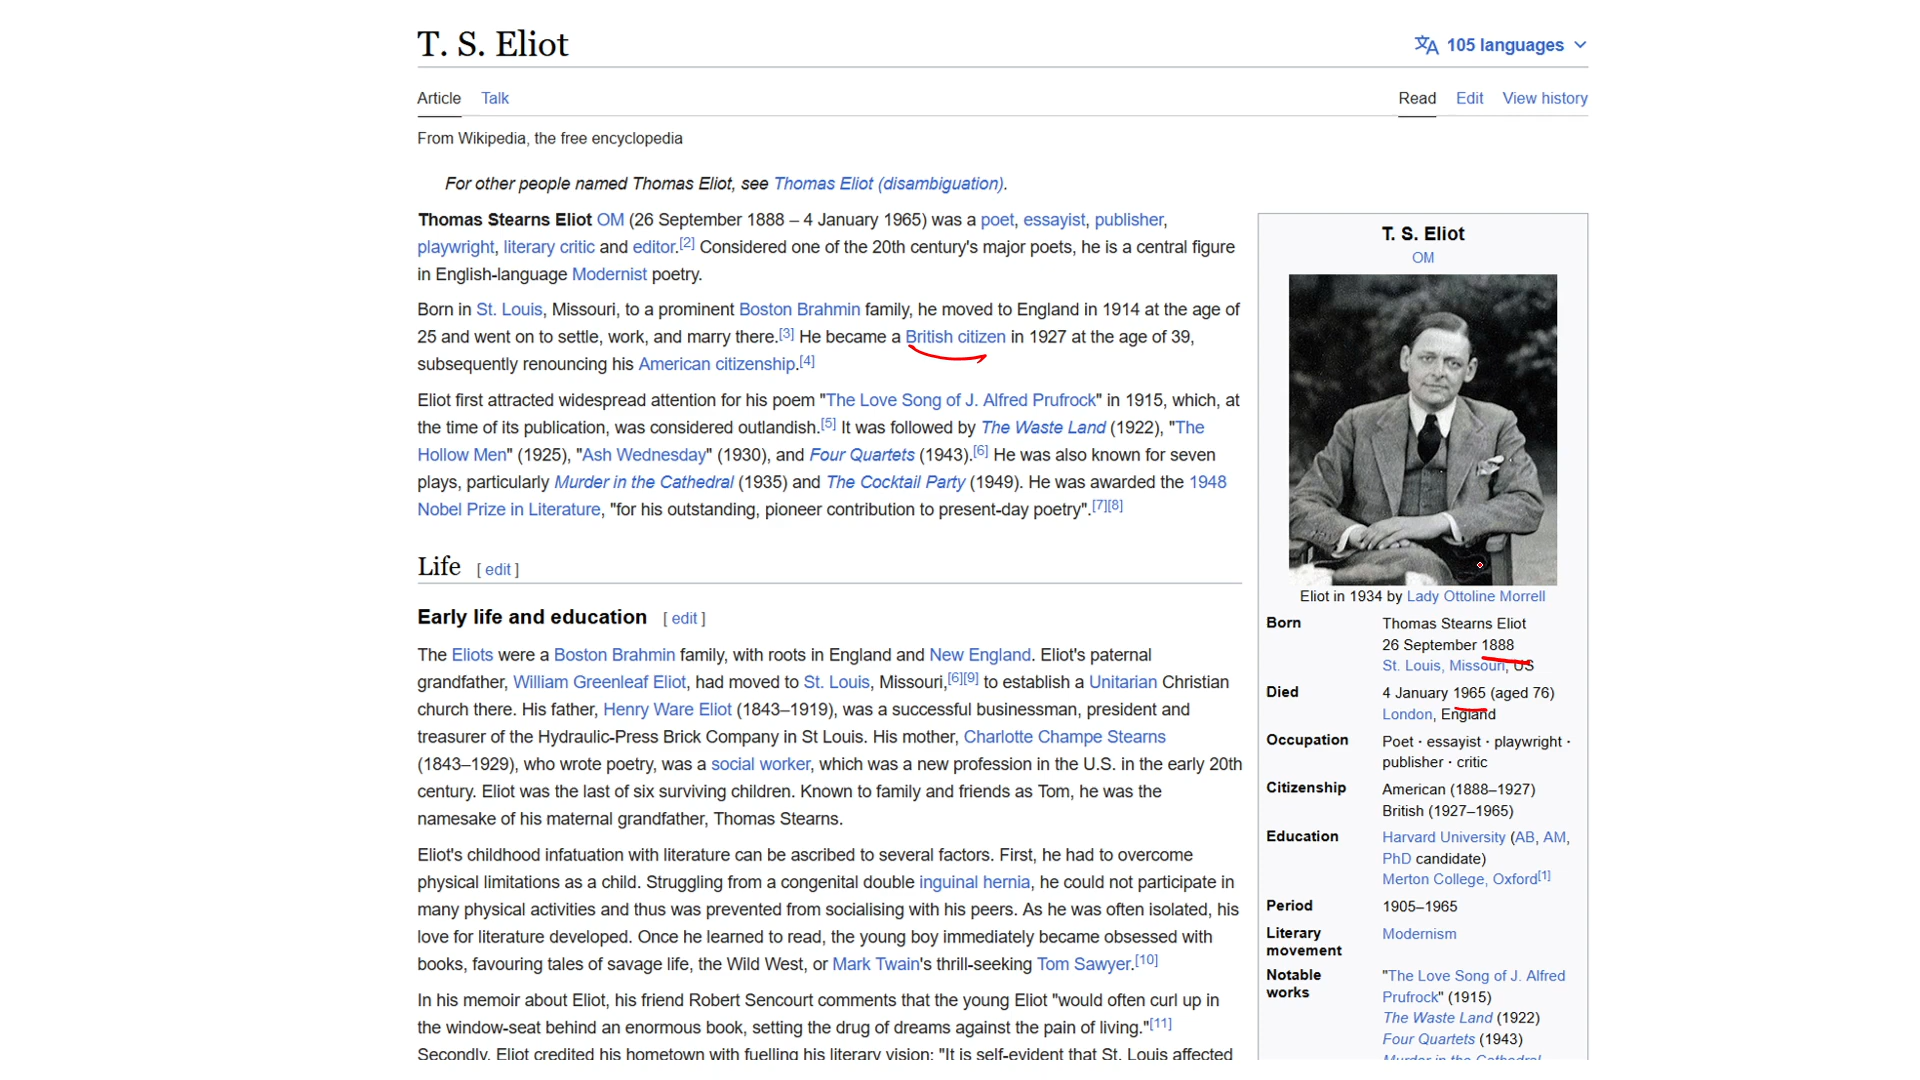 T. S. Eliot
105 languages
Article Talk
Read Edit View history
From Wikipedia, the free encyclopedia
For other people named Thomas Eliot, see Thomas Eliot (disambiguation).
Thomas Stearns Eliot OM (26 September 1888 – 4 January 1965) was a poet, essayist, publisher,
playwright, literary critic and editor.[2] Considered one of the 20th century's major poets, he is a central figure
in English-language Modernist poetry.
Born in St. Louis, Missouri, to a prominent Boston Brahmin family, he moved to England in 1914 at the age of
25 and went on to settle, work, and marry there.[3] He became a British citizen in 1927 at the age of 39,
subsequently renouncing his American citizenship.[4]
Eliot first attracted widespread attention for his poem "The Love Song of J. Alfred Prufrock" in 1915, which, at
the time of its publication, was considered outlandish.[5] It was followed by The Waste Land (1922), "The
Hollow Men" (1925), "Ash Wednesday" (1930), and Four Quartets (1943).[6] He was also known for seven
plays, particularly Murder in the Cathedral (1935) and The Cocktail Party (1949). He was awarded the 1948
Nobel Prize in Literature, "for his outstanding, pioneer contribution to present-day poetry".[7][8]
Life [ edit ]
Early life and education [ edit ]
The Eliots were a Boston Brahmin family, with roots in England and New England. Eliot's paternal
grandfather, William Greenleaf Eliot, had moved to St. Louis, Missouri,[6][9] to establish a Unitarian Christian
church there. His father, Henry Ware Eliot (1843–1919), was a successful businessman, president and
treasurer of the Hydraulic-Press Brick Company in St Louis. His mother, Charlotte Champe Stearns
(1843–1929), who wrote poetry, was a social worker, which was a new profession in the U.S. in the early 20th
century. Eliot was the last of six surviving children. Known to family and friends as Tom, he was the
namesake of his maternal grandfather, Thomas Stearns.
Eliot's childhood infatuation with literature can be ascribed to several factors. First, he had to overcome
physical limitations as a child. Struggling from a congenital double inguinal hernia, he could not participate in
many physical activities and thus was prevented from socialising with his peers. As he was often isolated, his
love for literature developed. Once he learned to read, the young boy immediately became obsessed with
books, favouring tales of savage life, the Wild West, or Mark Twain's thrill-seeking Tom Sawyer.[10]
In his memoir about Eliot, his friend Robert Sencourt comments that the young Eliot "would often curl up in
the window-seat behind an enormous book, setting the drug of dreams against the pain of living."[11]
Secondly, Eliot credited his hometown with fuelling his literary vision: "It is self-evident that St. Louis affected
T. S. Eliot
OM
Eliot in 1934 by Lady Ottoline Morrell
Born Thomas Stearns Eliot
26 September 1888
St. Louis, Missouri, US
Died 4 January 1965 (aged 76)
London, England
Occupation Poet · essayist · playwright ·
publisher · critic
Citizenship American (1888–1927)
British (1927–1965)
Education Harvard University (AB, AM,
PhD candidate)
Merton College, Oxford[1]
Period 1905–1965
Literary Modernism
movement
Notable "The Love Song of J. Alfred
works Prufrock" (1915)
The Waste Land (1922)
Four Quartets (1943)
Murder in the Cathedral